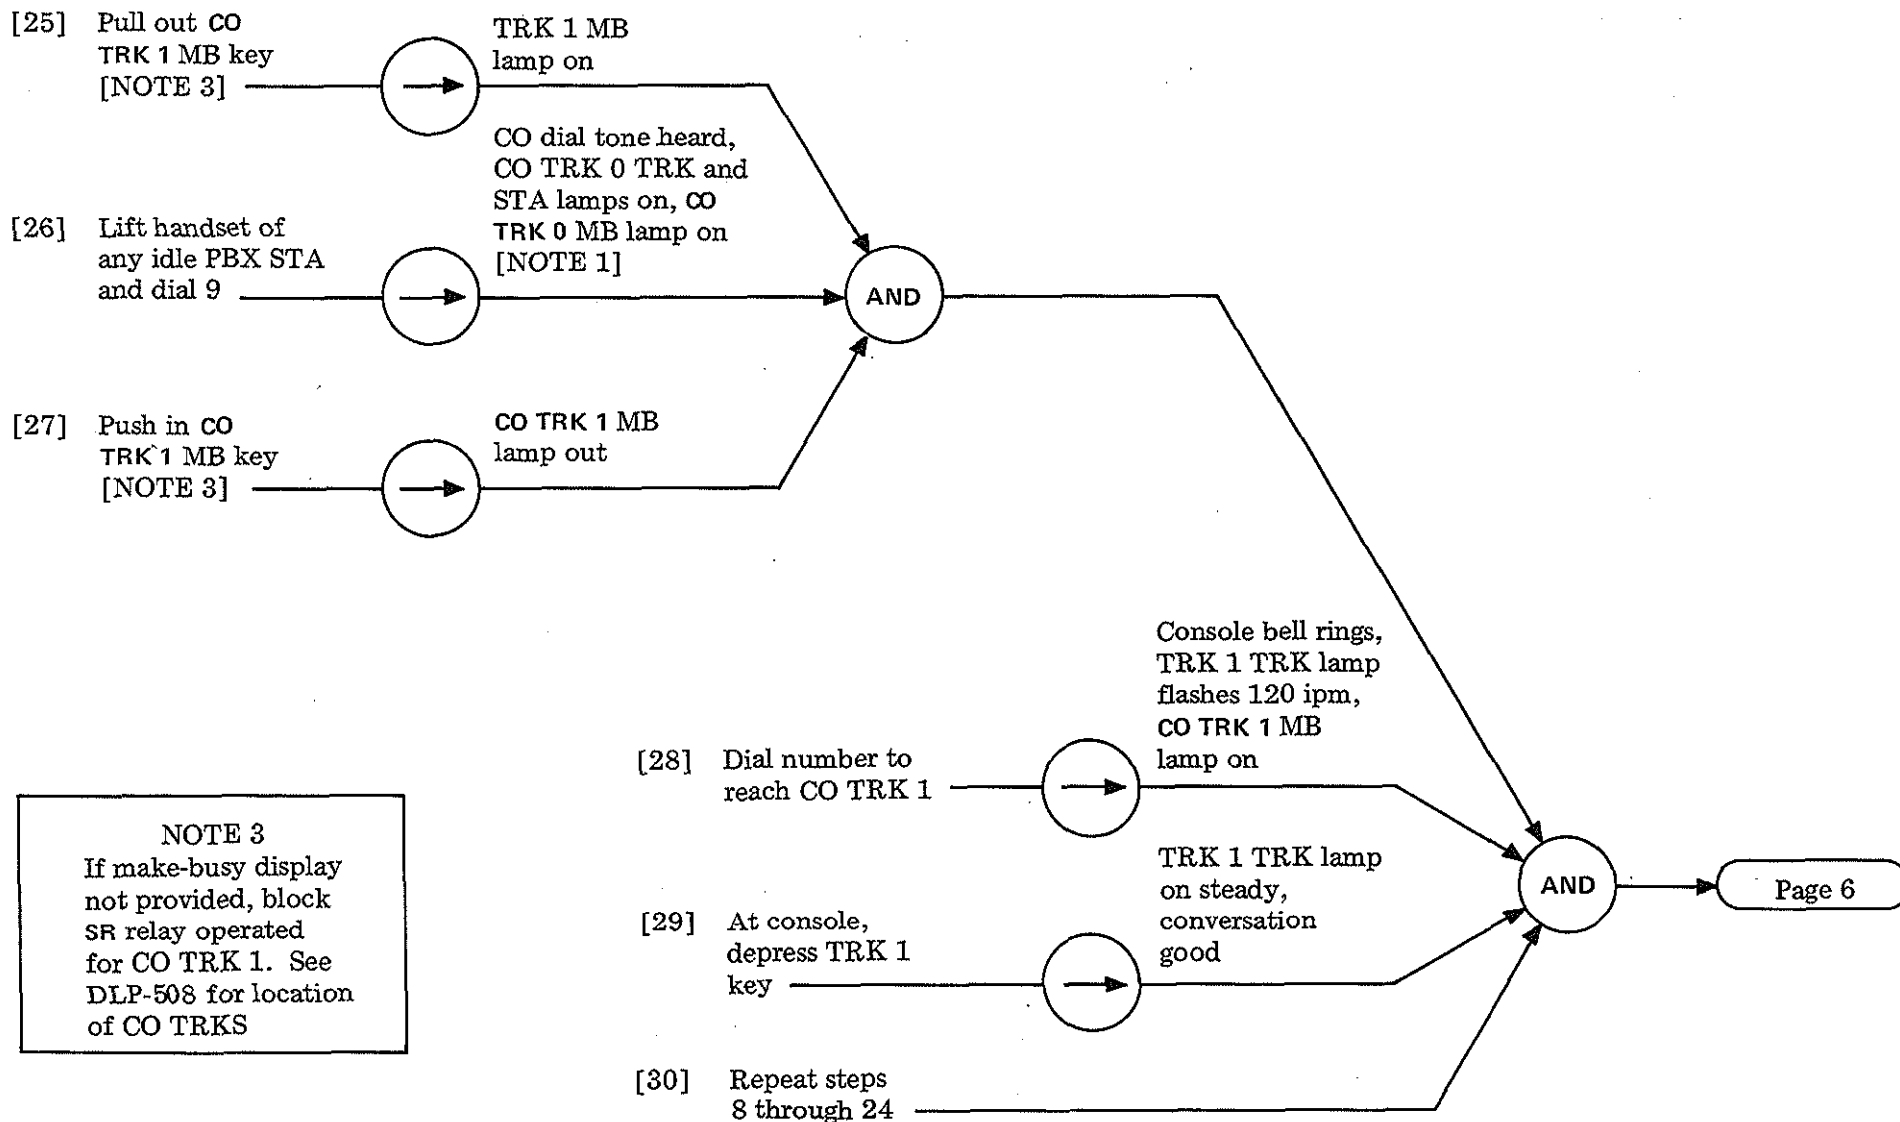 [25] Pull out CO
TRK 1 MB key
[NOTE 3]
TRK 1 MB
lamp on
[26] Lift handset of
any idle PBX STA
and dial 9
CO dial tone heard,
CO TRK 0 TRK and
STA lamps on, CO
TRK 0 MB lamp on
[NOTE 1]
AND
[27] Push in CO
TRK 1 MB key
[NOTE 3]
CO TRK 1 MB
lamp out
[28] Dial number to
reach CO TRK 1
Console bell rings,
TRK 1 TRK lamp
flashes 120 ipm,
CO TRK 1 MB
lamp on
[29] At console,
depress TRK 1
key
TRK 1 TRK lamp
on steady,
conversation
good
AND
Page 6
[30] Repeat steps
8 through 24
NOTE 3
If make-busy display
not provided, block
SR relay operated
for CO TRK 1. See
DLP-508 for location
of CO TRKS